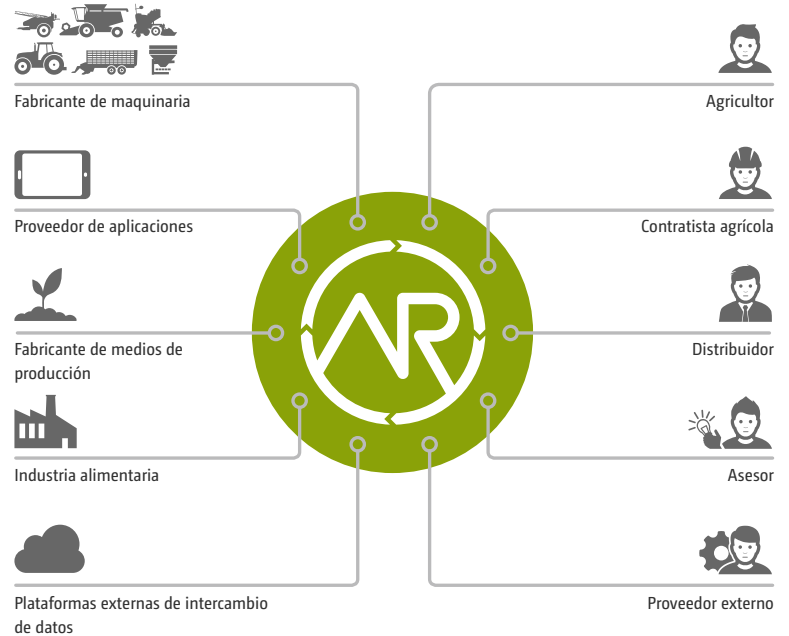 Fabricante de maquinaria
Agricultor
Proveedor de aplicaciones
Contratista agrícola
Fabricante de medios de
producción
Distribuidor
AR
Industria alimentaria
Asesor
Plataformas externas de intercambio
de datos
Proveedor externo